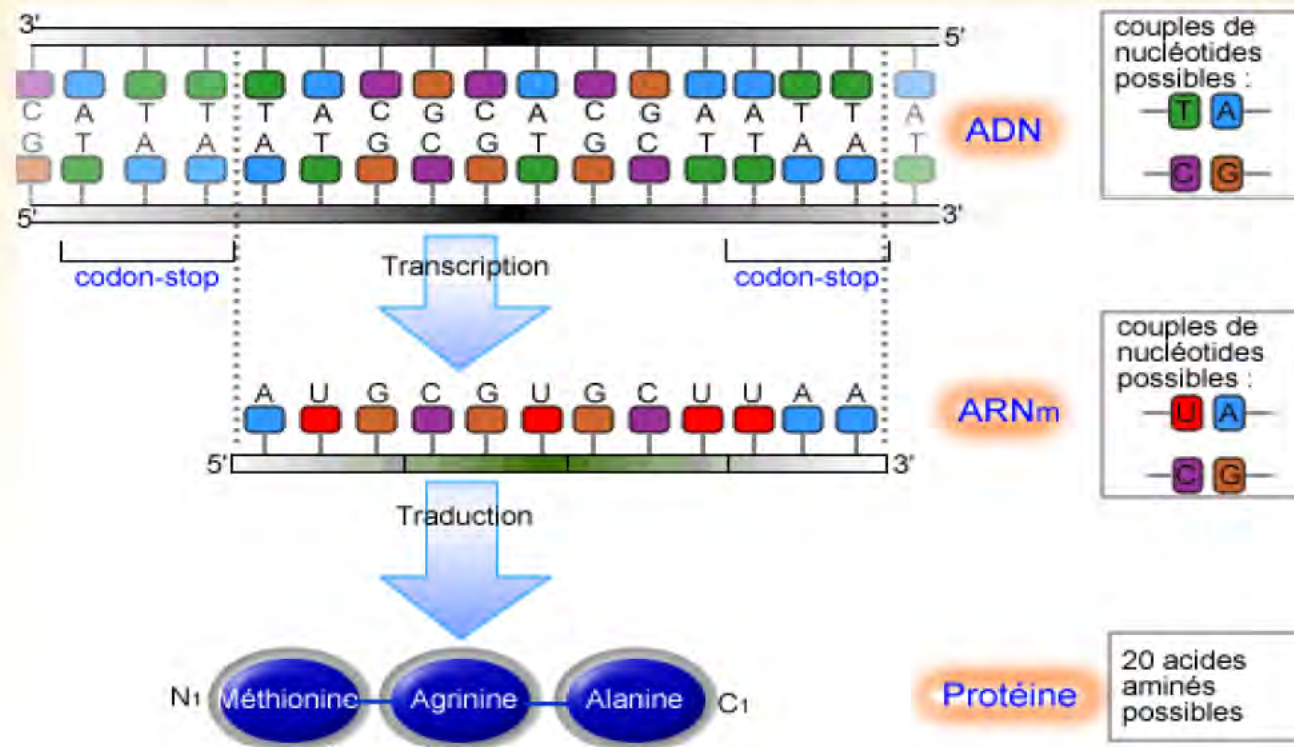 3'
5'
C A T T T A C G C A C G A A T T A
G T A A A T G C G T G C T T A A T
5'
3'
ADN
couples de
nucléotides
possibles :
T A
C G
codon-stop
Transcription
codon-stop
A U G C G U G C U U A A
5'
3'
ARNm
couples de
nucléotides
possibles :
U A
C G
Traduction
N1
Méthionine
Agrinine
Alanine
C1
Protéine
20 acides
aminés
possibles